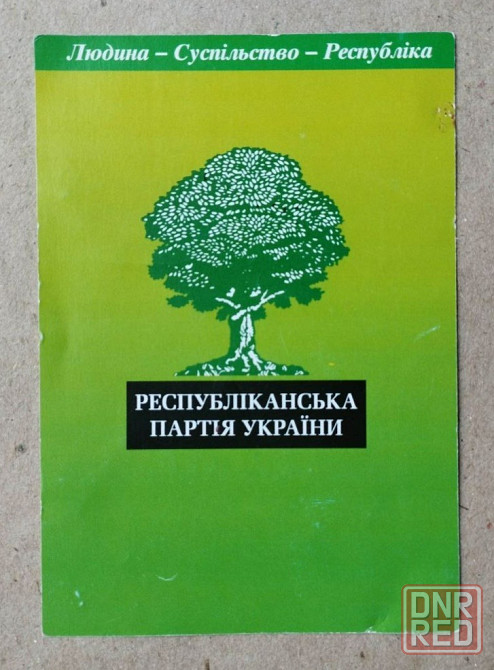 Людина – Суспільство – Республіка
РЕСПУБЛІКАНСЬКА
ПАРТІЯ УКРАЇНИ
DNR
RED